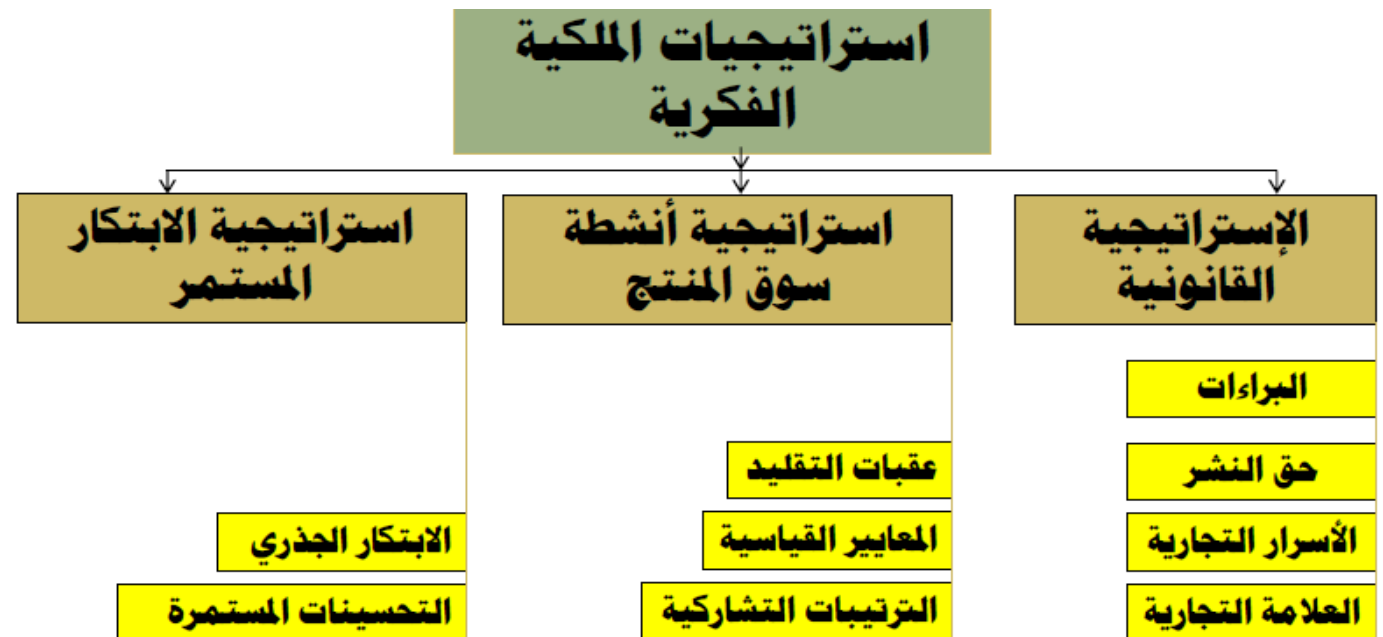 استراتيجيات الملكية
الفكرية
الإستراتيجية
القانونية
البراءات
حق النشر
الأسرار التجارية
العلامة التجارية
استراتيجية أنشطة
سوق المنتج
عقبات التقليد
المعايير القياسية
الترتيبات التشاركية
استراتيجية الابتكار
المستمر
الابتكار الجذري
التحسينات المستمرة